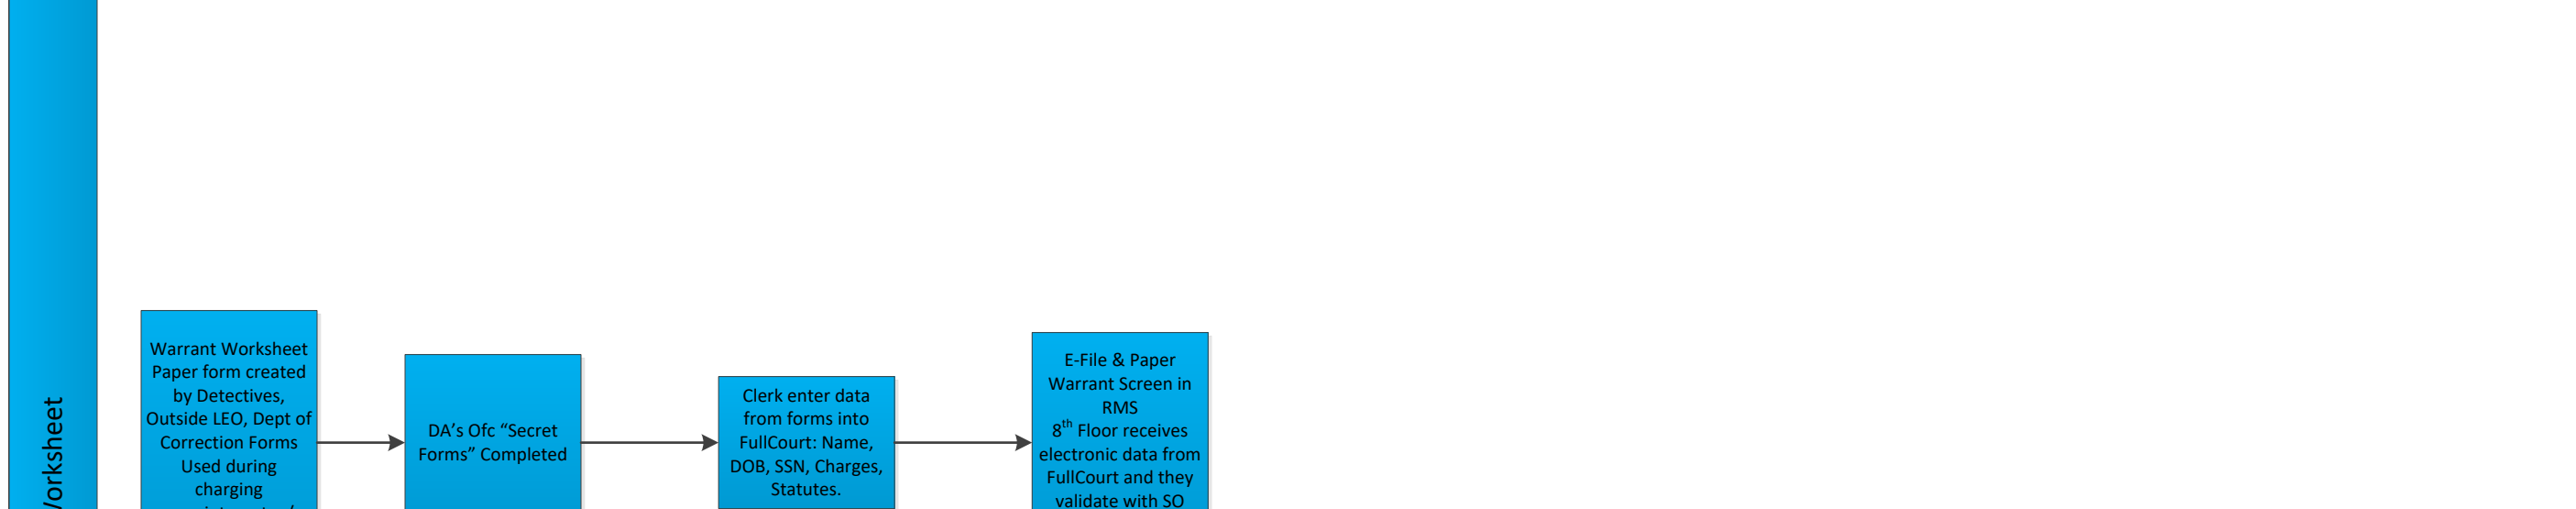 Worksheet
Warrant Worksheet
Paper form created
by Detectives,
Outside LEO, Dept of
Correction Forms
Used during
charging
DA’s Ofc “Secret
Forms” Completed
Clerk enter data
from forms into
FullCourt: Name,
DOB, SSN, Charges,
Statutes.
E-File & Paper
Warrant Screen in
RMS
8th Floor receives
electronic data from
FullCourt and they
validate with SO